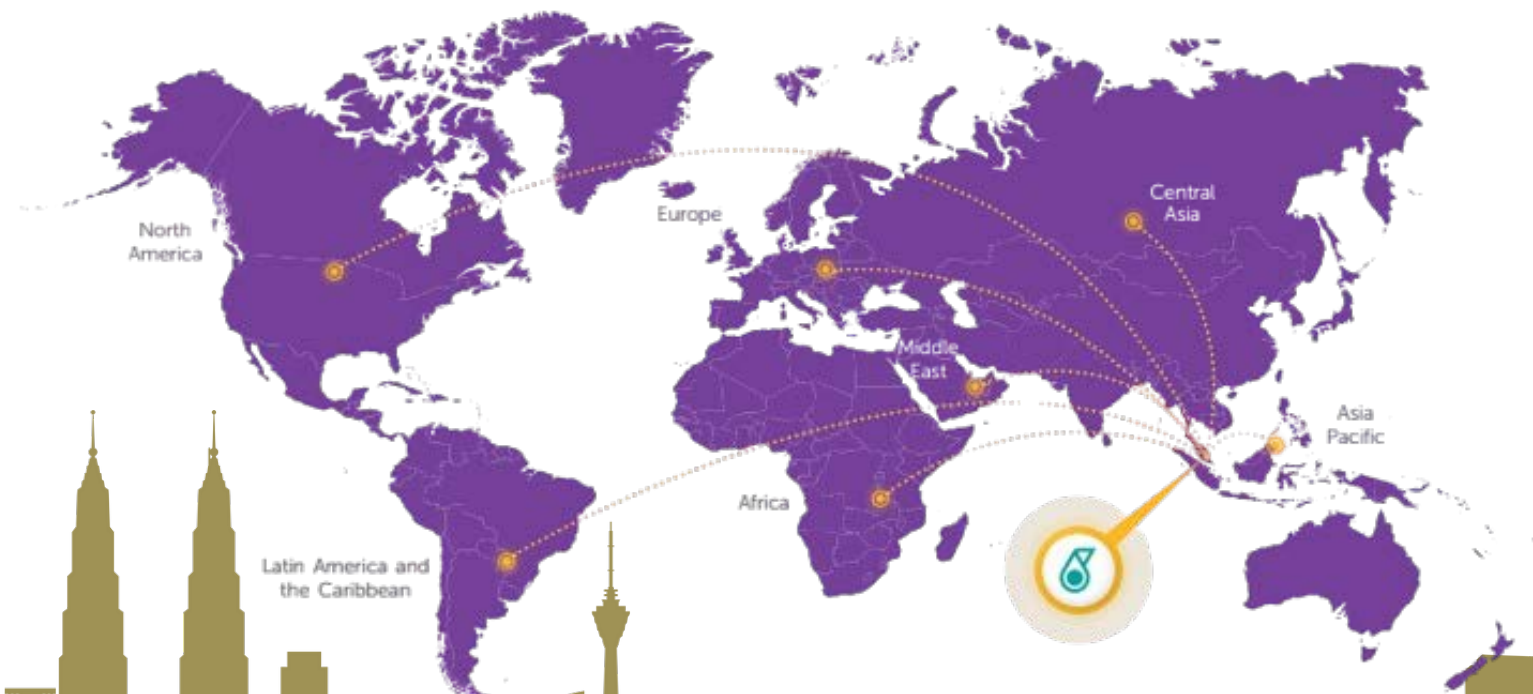 North
America
Europe
Central
Asia
Middle
East
Asia
Pacific
Africa
Latin America and
the Caribbean